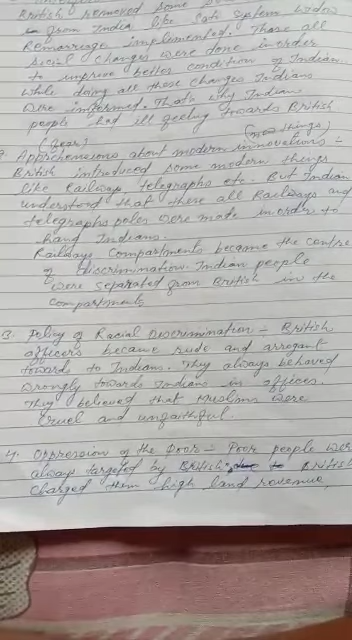 British, removed some
from India like Sati System Widow
Remarriage implemented. These all
Social changes were done in order
to improve better condition of Indian.
While doing all these changes Indians
were informed. That's why Indian
people had ill feeling towards British
(fear) (new things)
Apprehensions about modern innovations :-
British introduced some modern things
like Railways telegraphs etc. But Indian
understood that these all Railways and
telegraphs poles were made in order to
hand Indians.
Railways compartments became the centre
of Discrimination. Indian people
were separated from British in the
compartments
3. Policy of Racial Discrimination - British
officers became rude and arrogant
towards to Indians. They always behaved
wrongly towards Indians in offices.
They believed that Muslims were
cruel and unfaithful.
4. Oppression of the Poor - Poor people were
always targeted by British, British
charged them high land revenue,